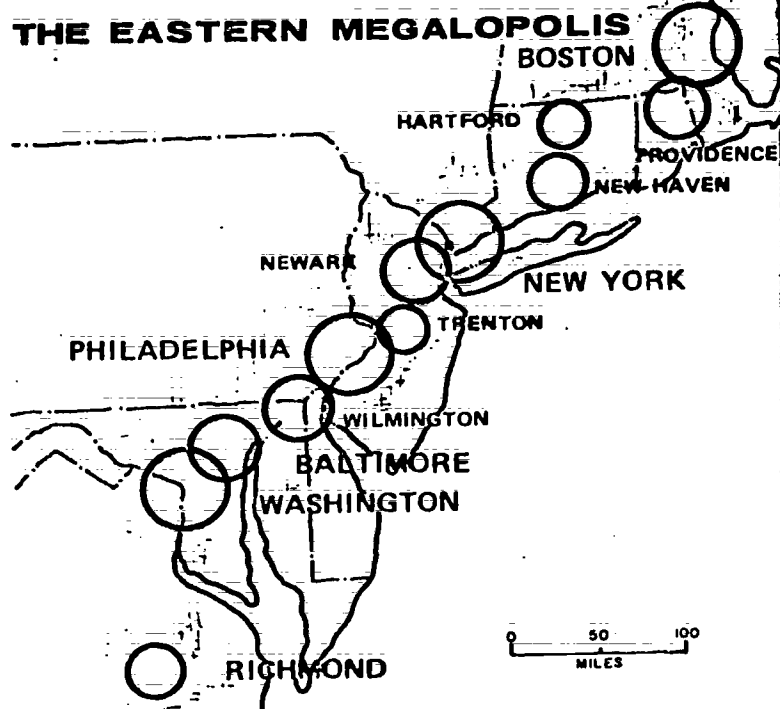 THE EASTERN MEGALOPOLIS
BOSTON
HARTFORD
PROVIDENCE
NEW HAVEN
NEWARK
NEW YORK
TRENTON
PHILADELPHIA
WILMINGTON
BALTIMORE
WASHINGTON
0 50 100
MILES
RICHMOND